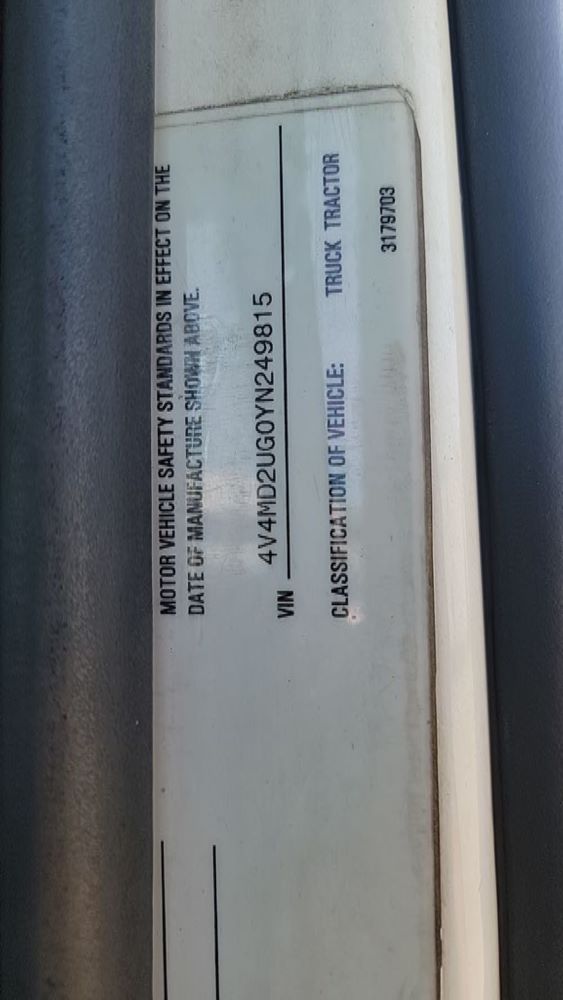 MOTOR VEHICLE SAFETY STANDARDS IN EFFECT ON THE
DATE OF MANUFACTURE SHOWN ABOVE.
VIN 4V4MD2UG0YN249815
CLASSIFICATION OF VEHICLE: TRUCK TRACTOR
3179703